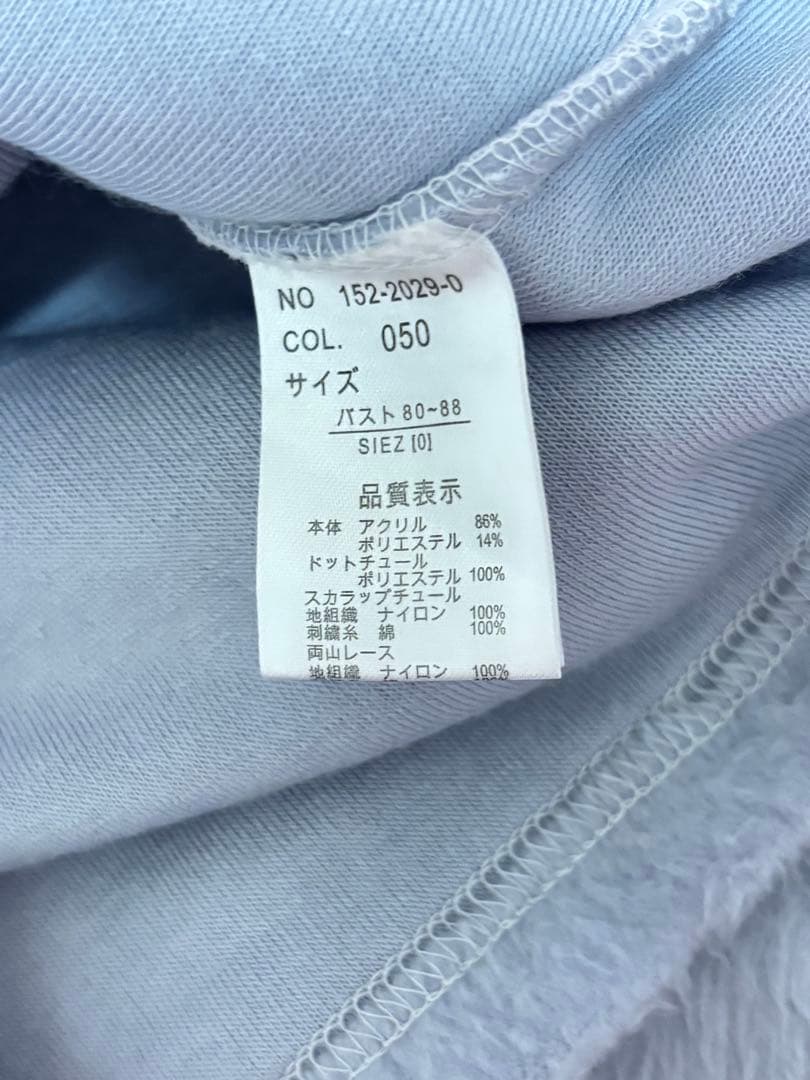 NO 152-2029-0
COL. 050
サイズ
バスト80~88
SIEZ [0]
品質表示
本体 アクリル 86%
ポリエステル 14%
ドットチュール
ポリエステル 100%
スカラップチュール
地組織 ナイロン 100%
刺繍糸 綿 100%
両山レース
地組織 ナイロン 100%